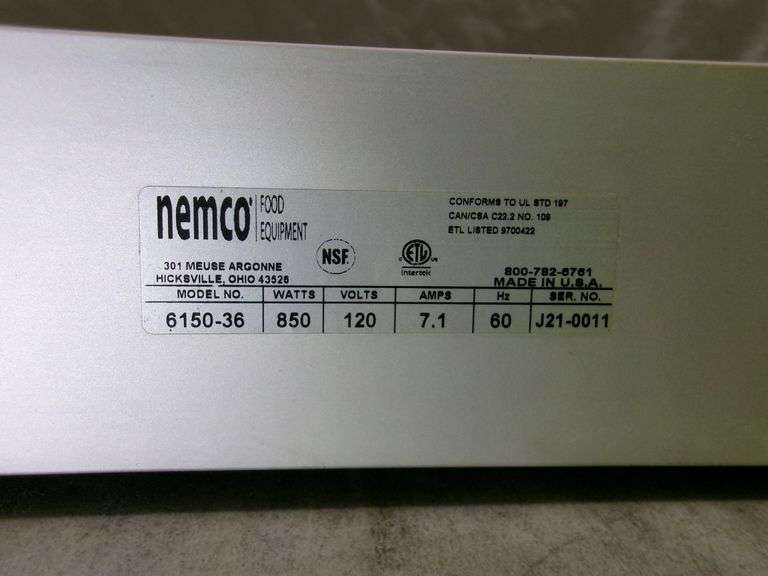 nemco FOOD EQUIPMENT
CONFORMS TO UL STD 197
CAN/CSA C22.2 NO. 109
ETL LISTED 9700422
NSF
C ETL US
Intertek
301 MEUSE ARGONNE
HICKSVILLE, OHIO 43526
800-782-6761
MADE IN U.S.A.
MODEL NO. WATTS VOLTS AMPS Hz SER. NO.
6150-36 850 120 7.1 60 J21-0011